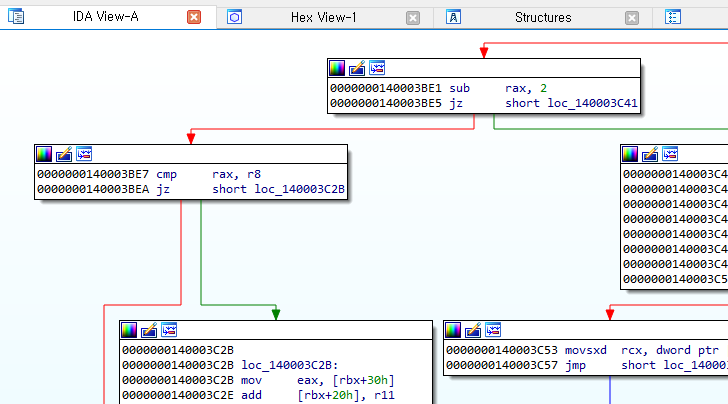 IDA View-A
Hex View-1
Structures
0000000140003BE1 sub rax, 2
0000000140003BE5 jz short loc_140003C41
0000000140003BE7 cmp rax, r8
0000000140003BEA jz short loc_140003C2B
0000000140003C4
0000000140003C4
0000000140003C4
0000000140003C4
0000000140003C4
0000000140003C4
0000000140003C4
0000000140003C5
0000000140003C2B
0000000140003C2B loc_140003C2B:
0000000140003C2B mov eax, [rbx+30h]
0000000140003C2E add [rbx+20h], r11
0000000140003C53 movsxd rcx, dword ptr
0000000140003C57 jmp short loc_14000